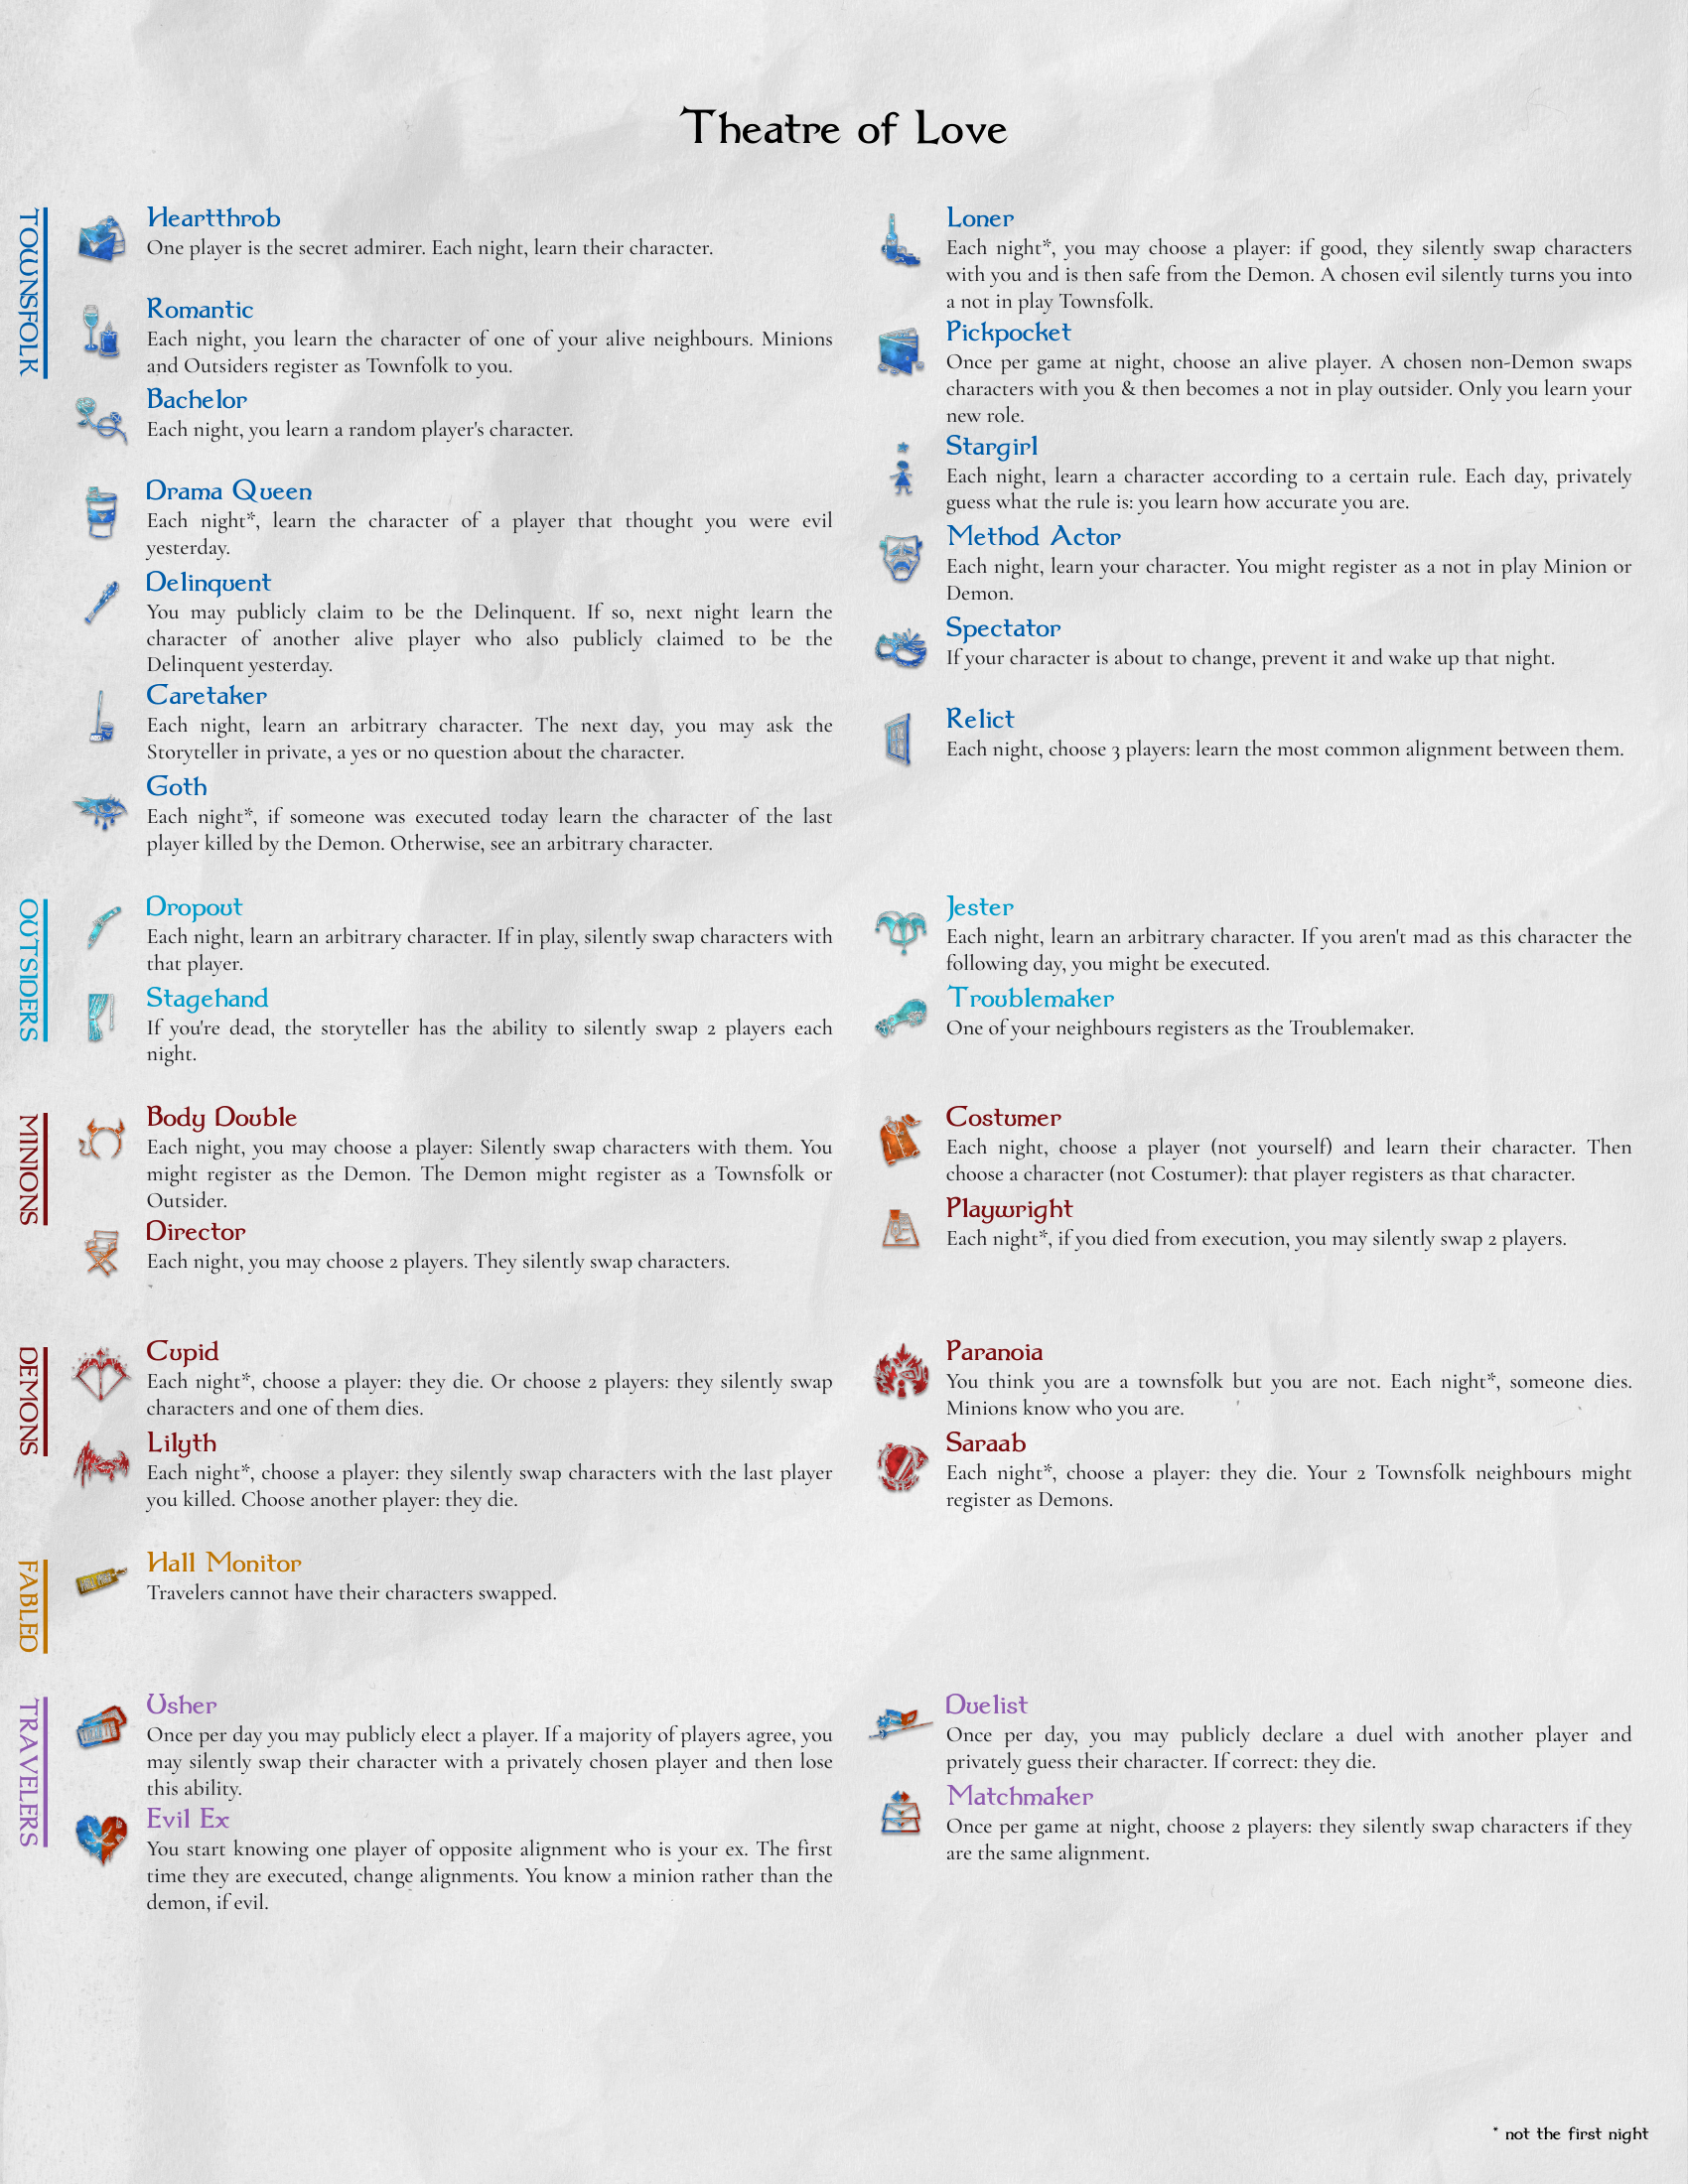 Theatre of Love
TOWNSFOLK
Heartthrob
One player is the secret admirer. Each night, learn their character.
Romantic
Each night, you learn the character of one of your alive neighbours. Minions
and Outsiders register as Townfolk to you.
Bachelor
Each night, you learn a random player's character.
Drama Queen
Each night*, learn the character of a player that thought you were evil
yesterday.
Delinquent
You may publicly claim to be the Delinquent. If so, next night learn the
character of another alive player who also publicly claimed to be the
Delinquent yesterday.
Caretaker
Each night, learn an arbitrary character. The next day, you may ask the
Storyteller in private, a yes or no question about the character.
Goth
Each night*, if someone was executed today learn the character of the last
player killed by the Demon. Otherwise, see an arbitrary character.
Loner
Each night*, you may choose a player: if good, they silently swap characters
with you and is then safe from the Demon. A chosen evil silently turns you into
a not in play Townsfolk.
Pickpocket
Once per game at night, choose an alive player. A chosen non-Demon swaps
characters with you & then becomes a not in play outsider. Only you learn your
new role.
Stargirl
Each night, learn a character according to a certain rule. Each day, privately
guess what the rule is: you learn how accurate you are.
Method Actor
Each night, learn your character. You might register as a not in play Minion or
Demon.
Spectator
If your character is about to change, prevent it and wake up that night.
Relict
Each night, choose 3 players: learn the most common alignment between them.
OUTSIDERS
Dropout
Each night, learn an arbitrary character. If in play, silently swap characters with
that player.
Stagehand
If you're dead, the storyteller has the ability to silently swap 2 players each
night.
Jester
Each night, learn an arbitrary character. If you aren't mad as this character the
following day, you might be executed.
Troublemaker
One of your neighbours registers as the Troublemaker.
MINIONS
Body Double
Each night, you may choose a player: Silently swap characters with them. You
might register as the Demon. The Demon might register as a Townsfolk or
Outsider.
Director
Each night, you may choose 2 players. They silently swap characters.
Costumer
Each night, choose a player (not yourself) and learn their character. Then
choose a character (not Costumer): that player registers as that character.
Playwright
Each night*, if you died from execution, you may silently swap 2 players.
DEMONS
Cupid
Each night*, choose a player: they die. Or choose 2 players: they silently swap
characters and one of them dies.
Lilyth
Each night*, choose a player: they silently swap characters with the last player
you killed. Choose another player: they die.
Paranoia
You think you are a townsfolk but you are not. Each night*, someone dies.
Minions know who you are.
Saraab
Each night*, choose a player: they die. Your 2 Townsfolk neighbours might
register as Demons.
FABLED
Hall Monitor
Travelers cannot have their characters swapped.
TRAVELERS
Usher
Once per day you may publicly elect a player. If a majority of players agree, you
may silently swap their character with a privately chosen player and then lose
this ability.
Evil Ex
You start knowing one player of opposite alignment who is your ex. The first
time they are executed, change alignments. You know a minion rather than the
demon, if evil.
Duelist
Once per day, you may publicly declare a duel with another player and
privately guess their character. If correct: they die.
Matchmaker
Once per game at night, choose 2 players: they silently swap characters if they
are the same alignment.
* not the first night